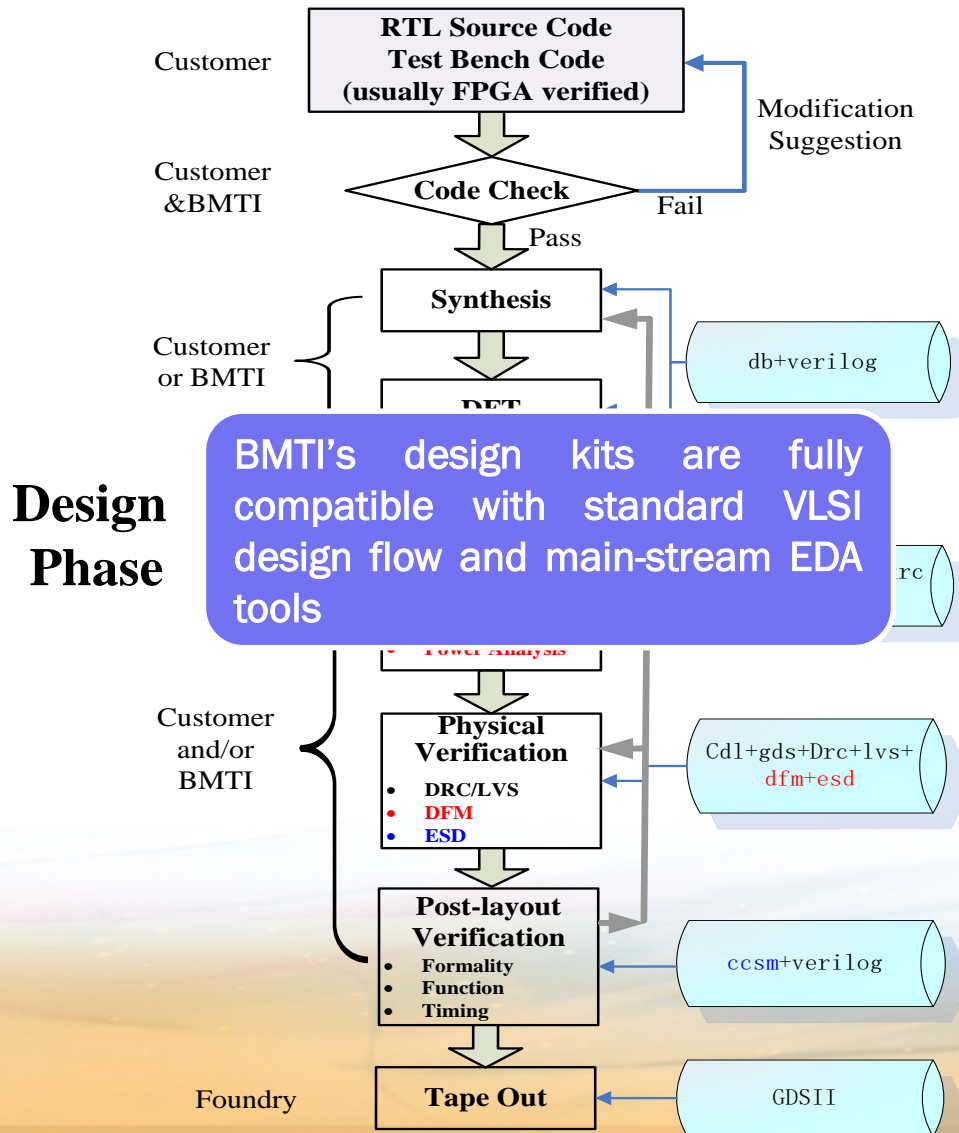 Customer
RTL Source Code
Test Bench Code
(usually FPGA verified)
Modification
Suggestion
Customer
&BMTI
Code Check
Fail
Pass
Synthesis
Customer
or BMTI
db+verilog
DFT
Design
Phase
BMTI's design kits are fully
compatible with standard VLSI
design flow and main-stream EDA
tools
• Power Analysis
Customer
and/or
BMTI
Physical
Verification
• DRC/LVS
• DFM
• ESD
Cdl+gds+Drc+lvs+
dfm+esd
Post-layout
Verification
• Formality
• Function
• Timing
ccsm+verilog
Foundry
Tape Out
GDSII